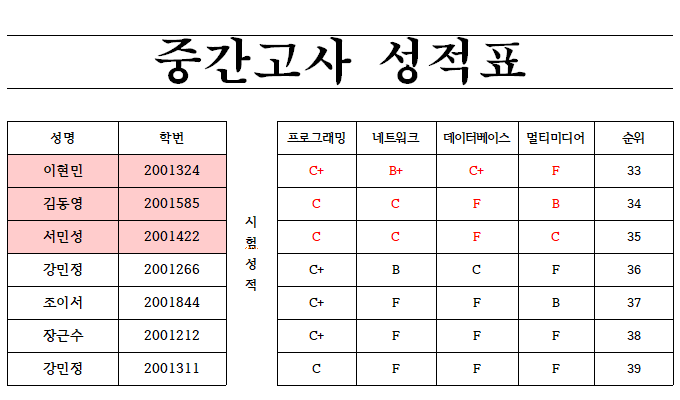 중간고사 성적표
성명 학번 프로그래밍 네트워크 데이터베이스 멀티미디어 순위
이현민 2001324 C+ B+ C+ F 33
김동영 2001585 C C F B 34
서민성 2001422 C C F C 35
시험성적
강민정 2001266 C+ B C F 36
조이서 2001844 C+ F F B 37
장근수 2001212 C+ F F F 38
강민정 2001311 C F F F 39